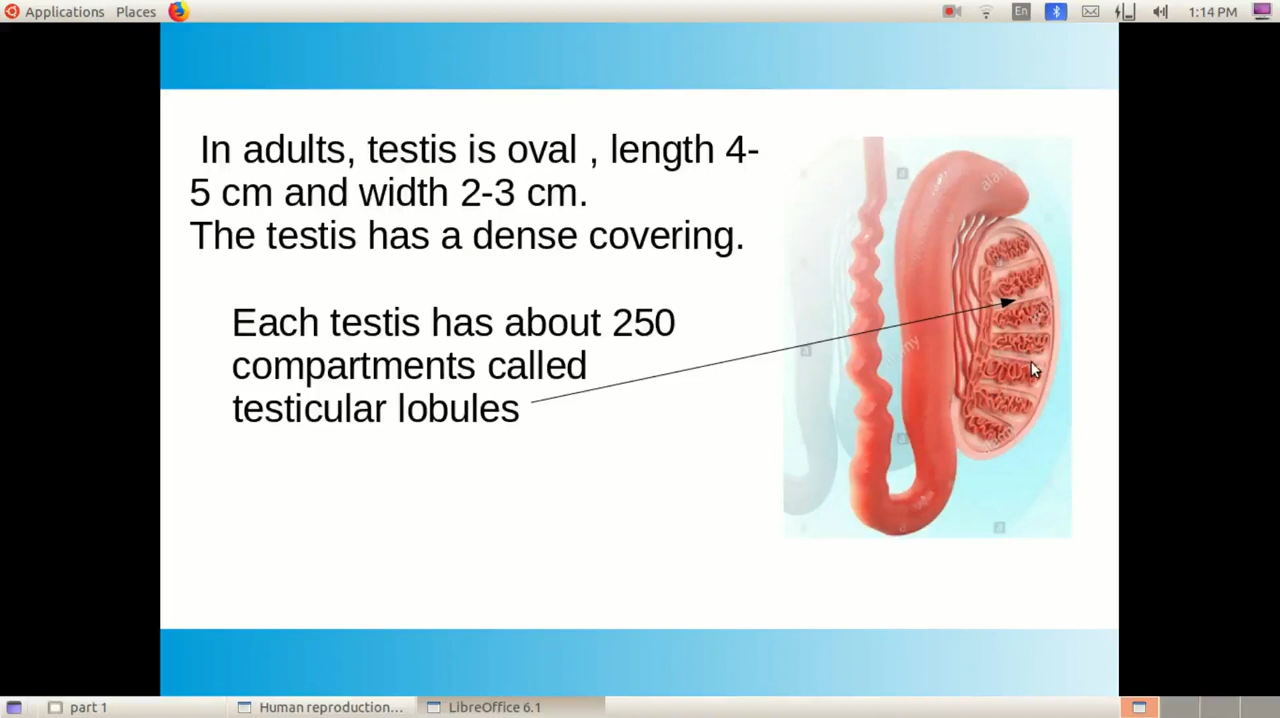 Applications Places En 1:14 PM
In adults, testis is oval , length 4-
5 cm and width 2-3 cm.
The testis has a dense covering.
Each testis has about 250
compartments called
testicular lobules
alamy
a
part 1 Human reproduction... LibreOffice 6.1